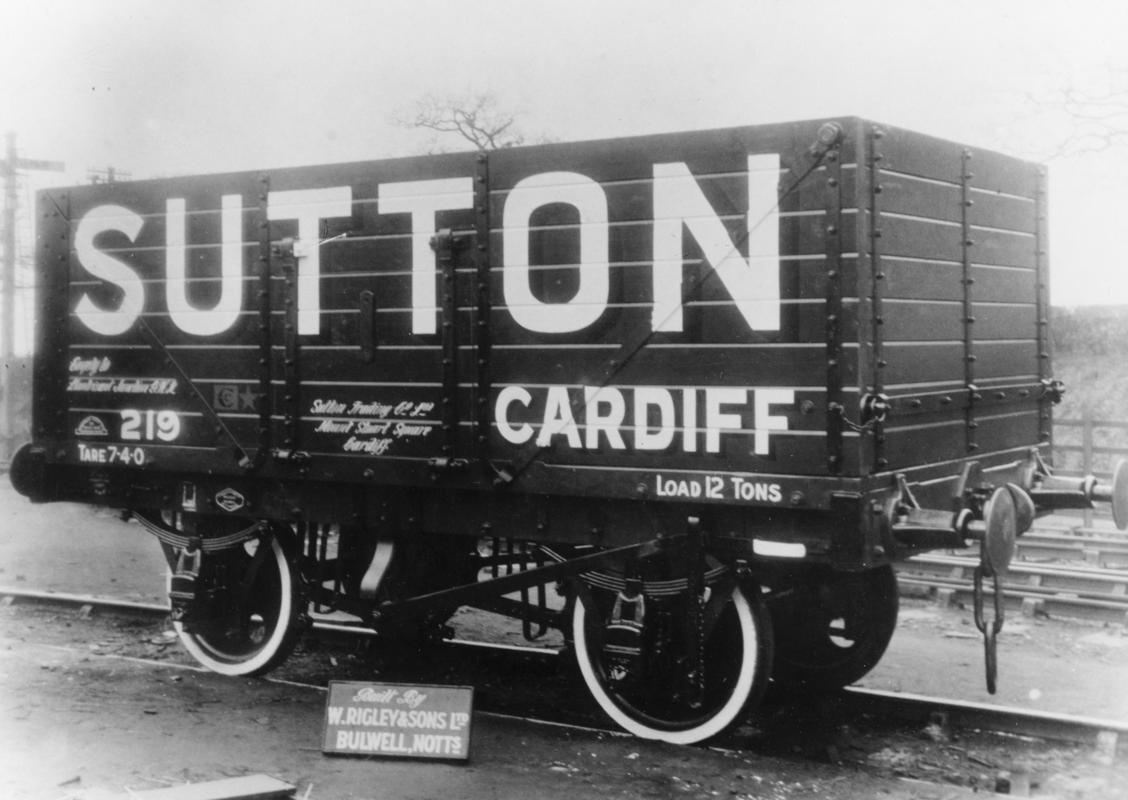 SUTTON
Empty to
Junction G.W.R.
219
TARE 7-4-0
Sutton Trading Co. Ltd
Mount Stuart Square
Cardiff.
CARDIFF
LOAD 12 TONS
Built By
W. RIGLEY & SONS LTD
BULWELL, NOTTS